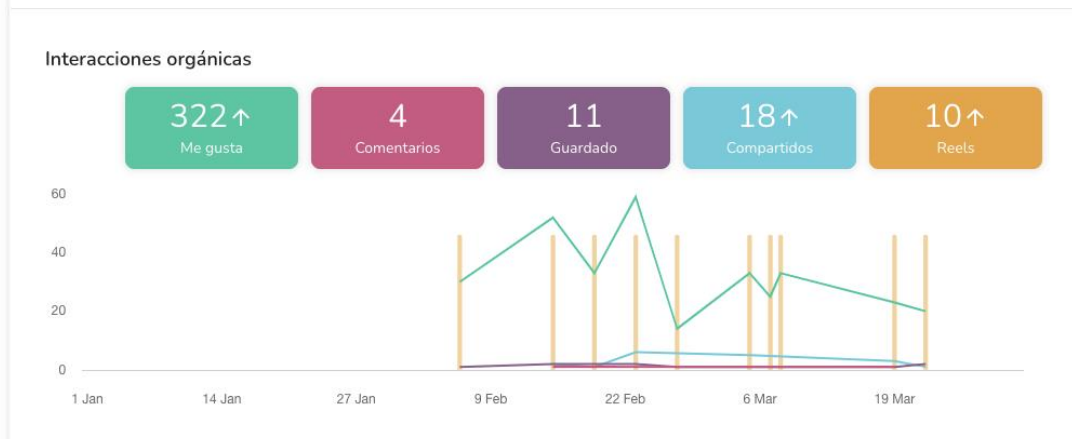 Interacciones orgánicas
322↑ 4 11 18↑ 10↑
Me gusta Comentarios Guardado Compartidos Reels
60
40
20
0
1 Jan 14 Jan 27 Jan 9 Feb 22 Feb 6 Mar 19 Mar